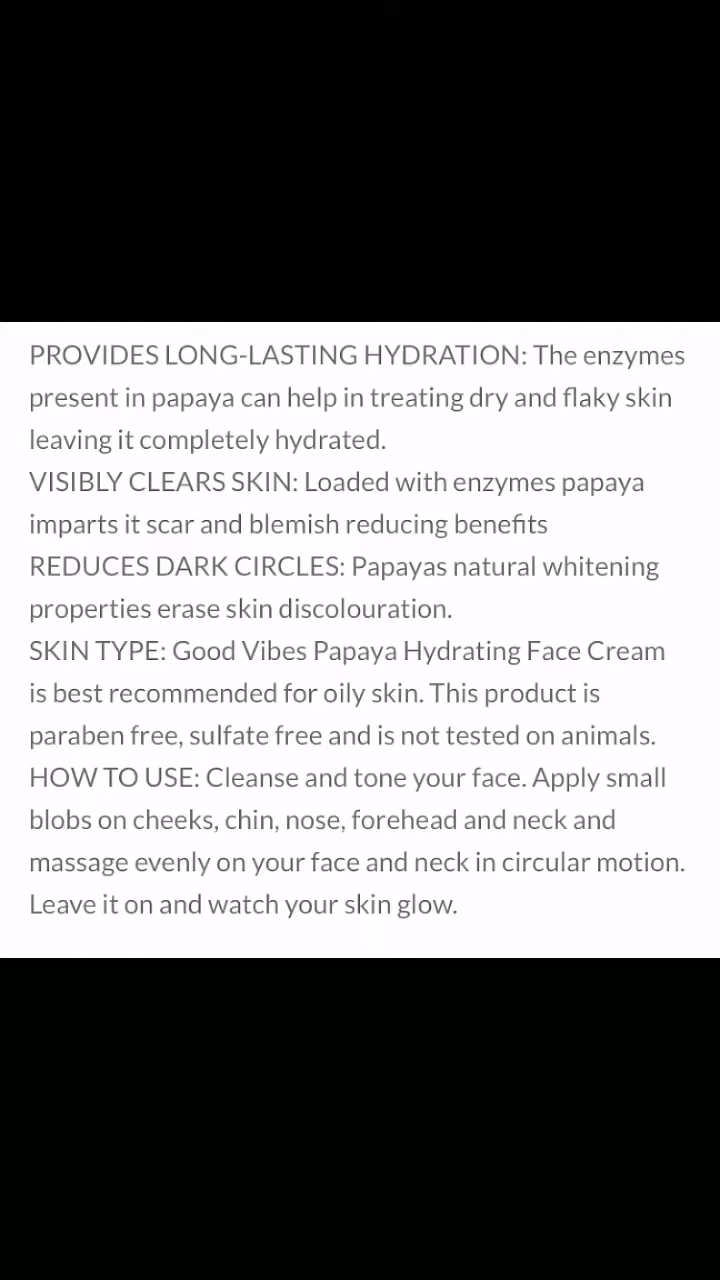 PROVIDES LONG-LASTING HYDRATION: The enzymes
present in papaya can help in treating dry and flaky skin
leaving it completely hydrated.
VISIBLY CLEARS SKIN: Loaded with enzymes papaya
imparts it scar and blemish reducing benefits
REDUCES DARK CIRCLES: Papayas natural whitening
properties erase skin discolouration.
SKIN TYPE: Good Vibes Papaya Hydrating Face Cream
is best recommended for oily skin. This product is
paraben free, sulfate free and is not tested on animals.
HOW TO USE: Cleanse and tone your face. Apply small
blobs on cheeks, chin, nose, forehead and neck and
massage evenly on your face and neck in circular motion.
Leave it on and watch your skin glow.